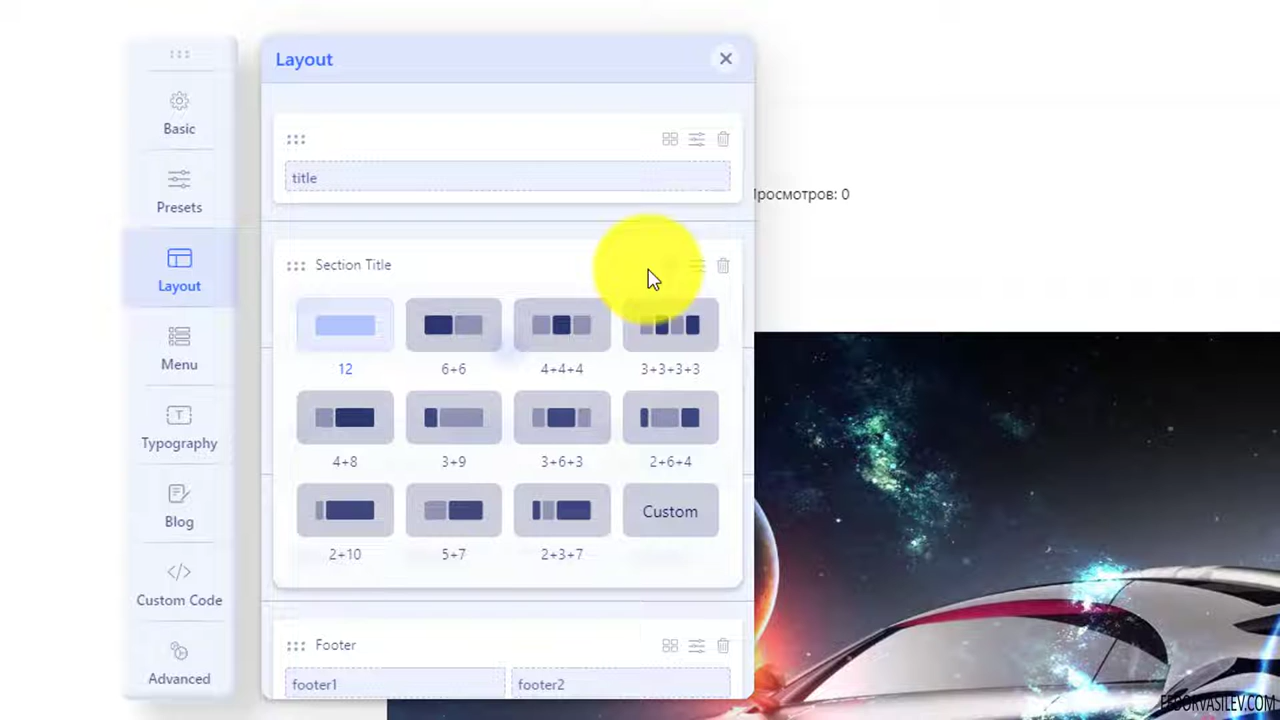 Layout
Basic
title
Presets
Просмотров: 0
Section Title
Layout
12
6+6
4+4+4
3+3+3+3
Menu
4+8
3+9
3+6+3
2+6+4
Typography
Custom
Blog
2+10
5+7
2+3+7
Custom Code
Footer
Advanced
footer1
footer2
FEDORVASILEV.COM